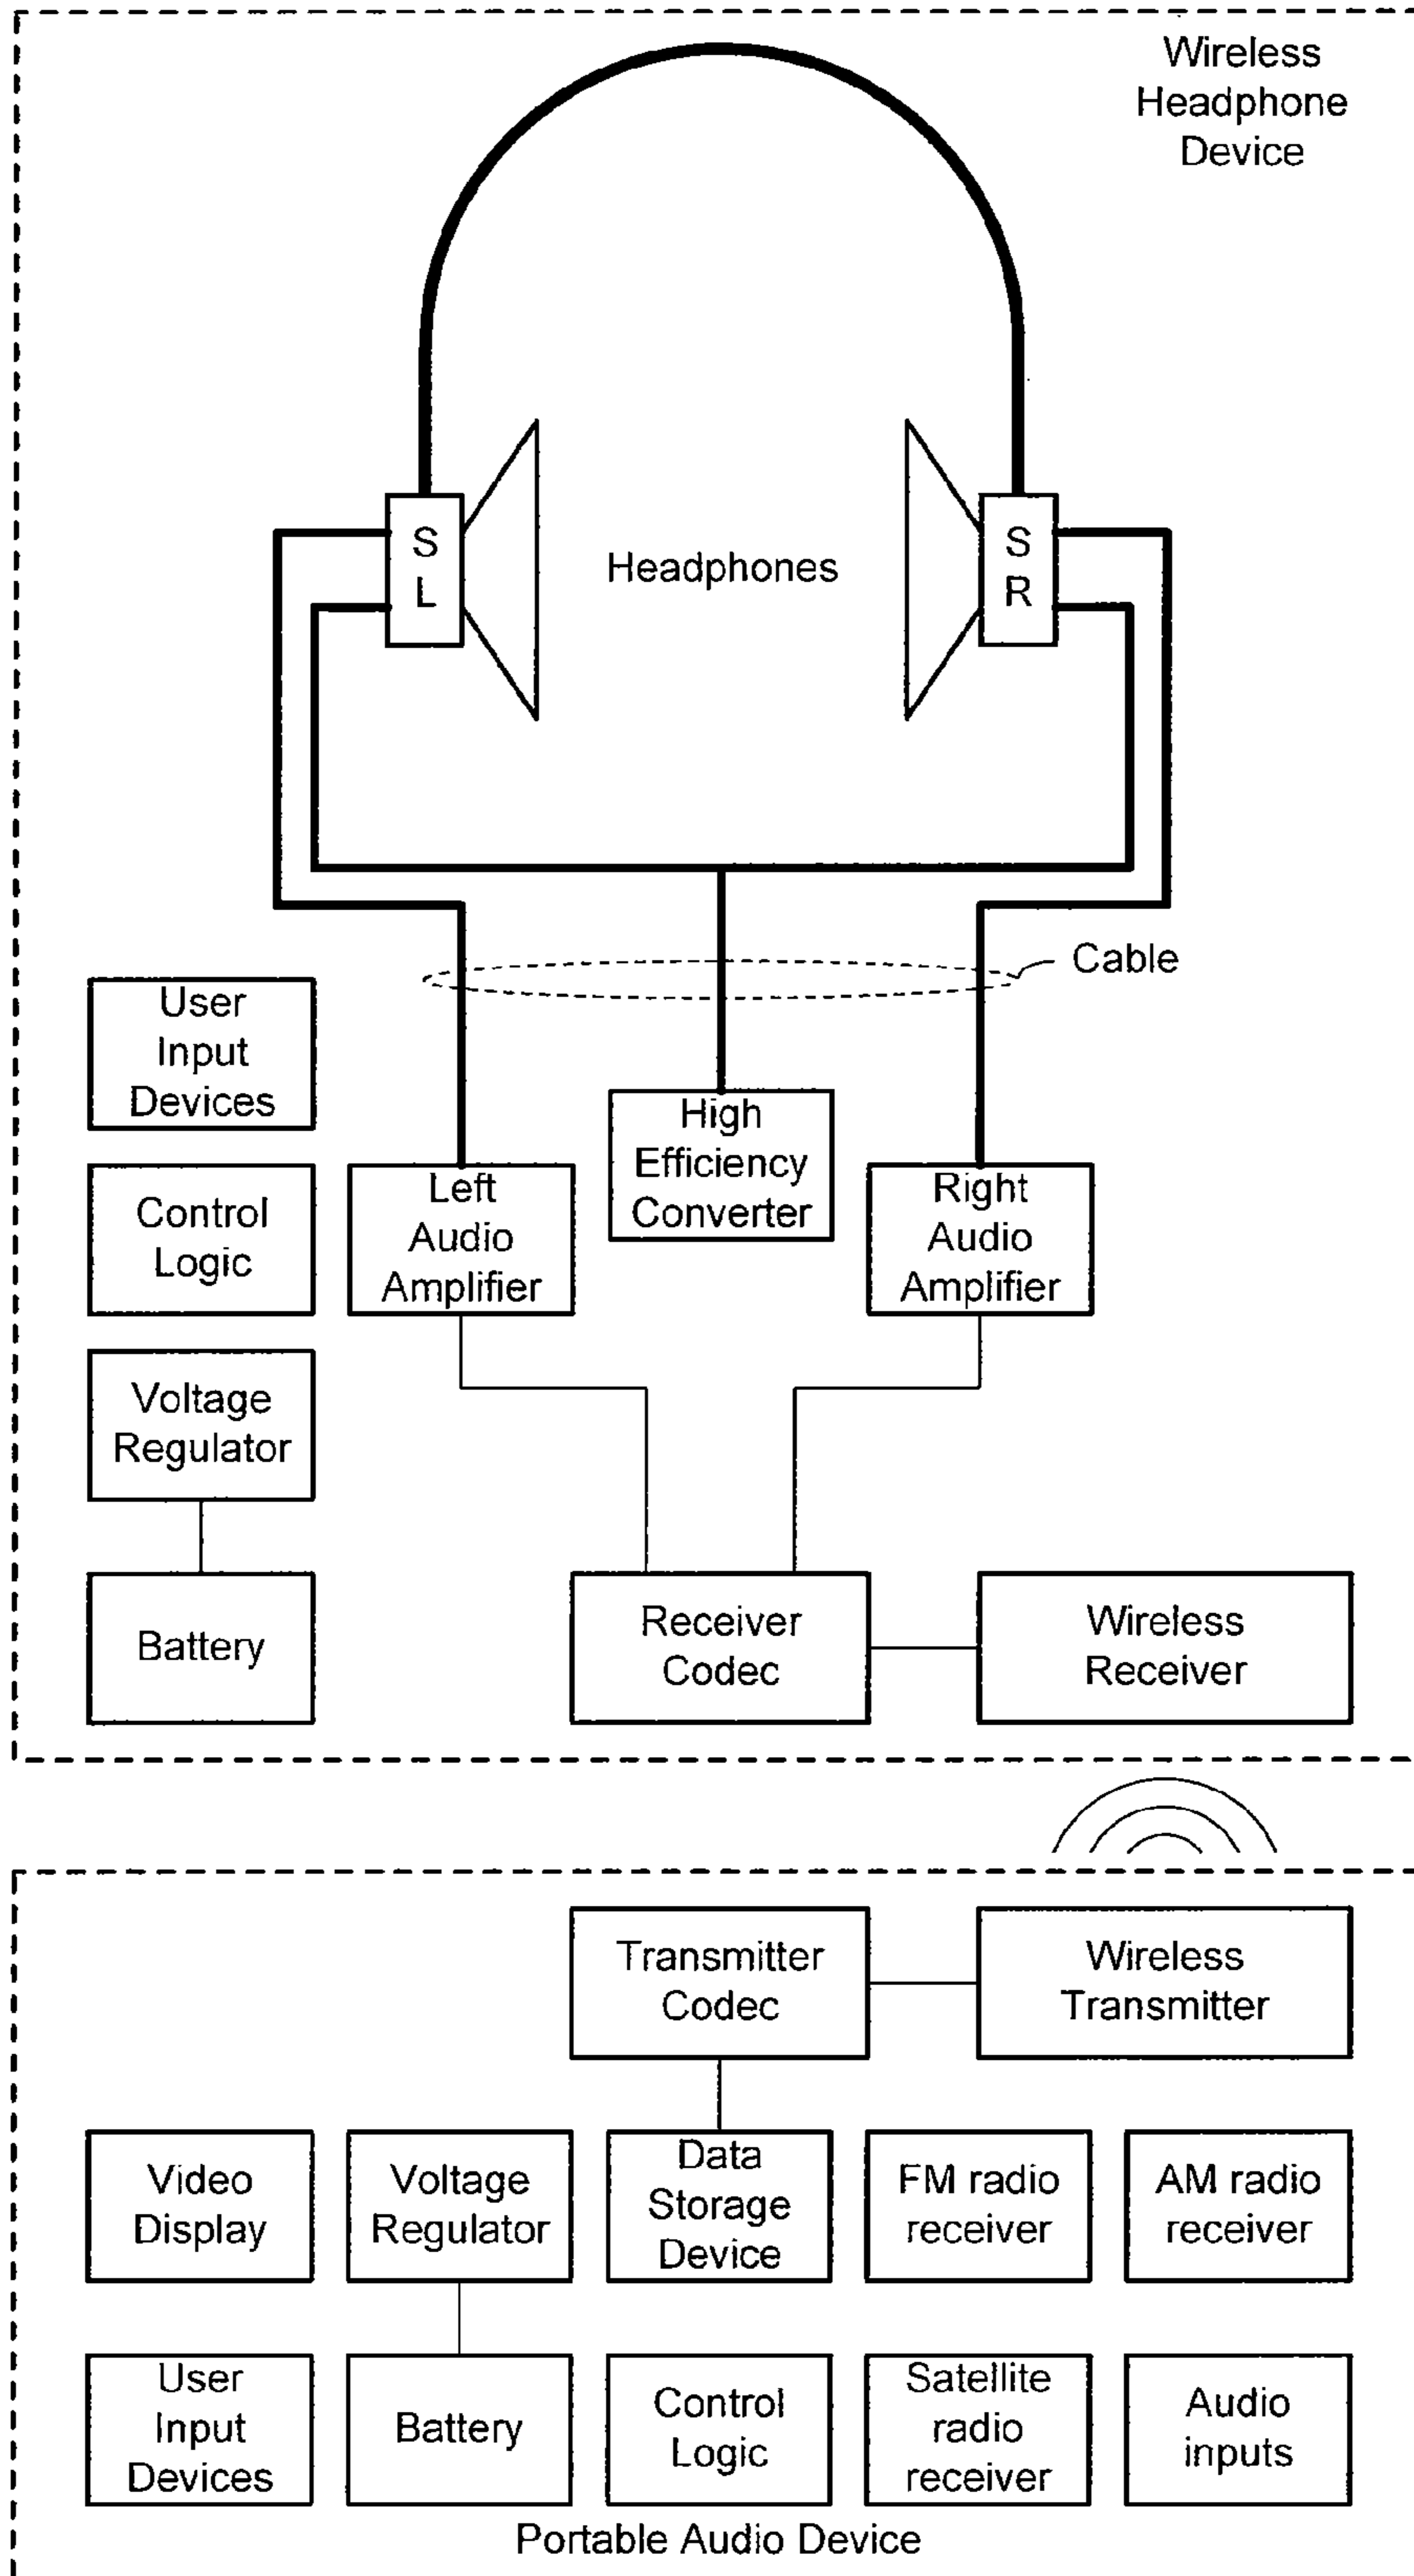 Wireless
Headphone
Device
S
L
Headphones
S
R
Cable
User
Input
Devices
High
Efficiency
Converter
Control
Logic
Left
Audio
Amplifier
Right
Audio
Amplifier
Voltage
Regulator
Battery
Receiver
Codec
Wireless
Receiver
Transmitter
Codec
Wireless
Transmitter
Video
Display
Voltage
Regulator
Data
Storage
Device
FM radio
receiver
AM radio
receiver
User
Input
Devices
Battery
Control
Logic
Satellite
radio
receiver
Audio
inputs
Portable Audio Device